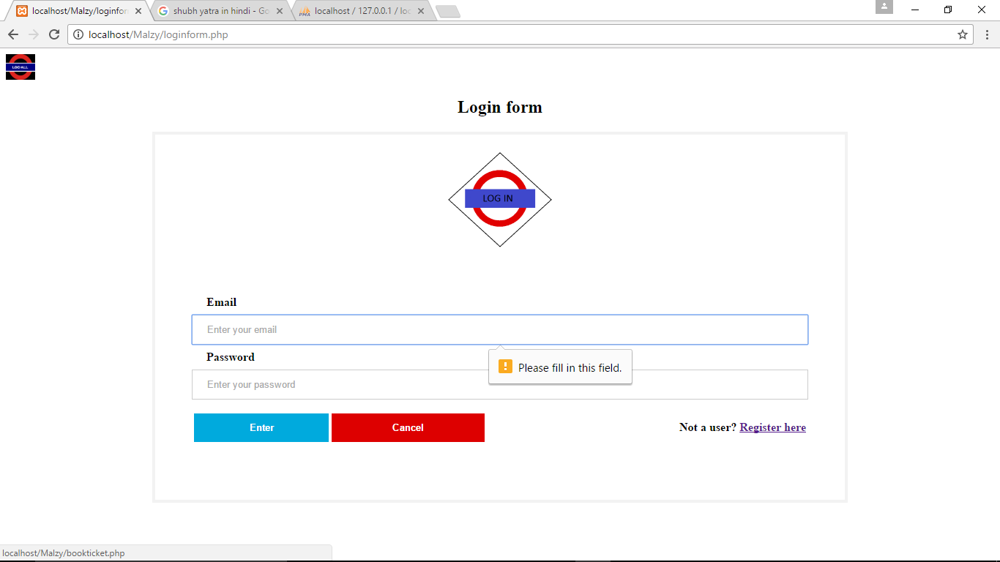 localhost/Malzy/loginform
shubh yatra in hindi - Go
PMA
localhost / 127.0.0.1 / loc
localhost/Malzy/loginform.php
LOC-ALL
Login form
LOG IN
Email
Enter your email
Please fill in this field.
Password
Enter your password
Enter
Cancel
Not a user? Register here
localhost/Malzy/bookticket.php